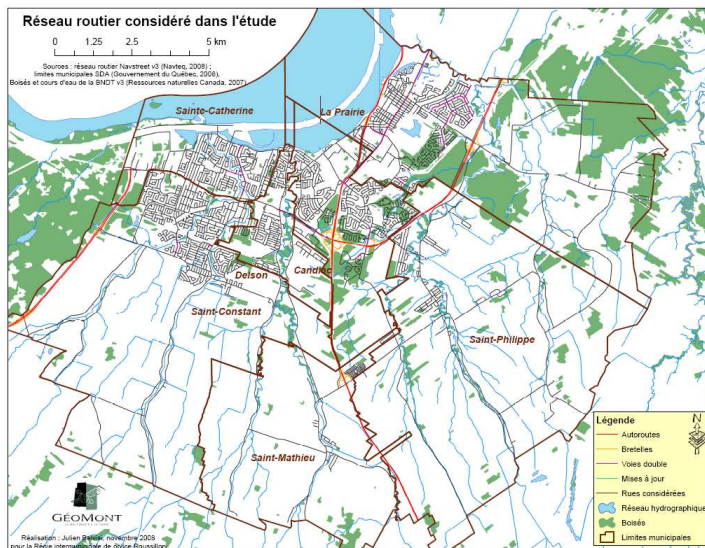 Réseau routier considéré dans l'étude
0 1.25 2.5 5 km
Sources : réseau routier Navstreet v3 (Navteq, 2008) ;
limites municipales SDA (Gouvernement du Québec, 2008),
Boisés et cours d'eau de la BNDT v3 (Ressources naturelles Canada, 2007)
Sainte-Catherine
La Prairie
Delson
Candiac
Saint-Constant
Saint-Philippe
Saint-Mathieu
Légende
N
Autoroutes
Bretelles
Voies double
Mises à jour
Rues considérées
Réseau hydrographique
Boisés
Limites municipales
GÉOMONT
Réalisation : Julien novembre 2008
pour la Régie intermunicipale de police Roussillon